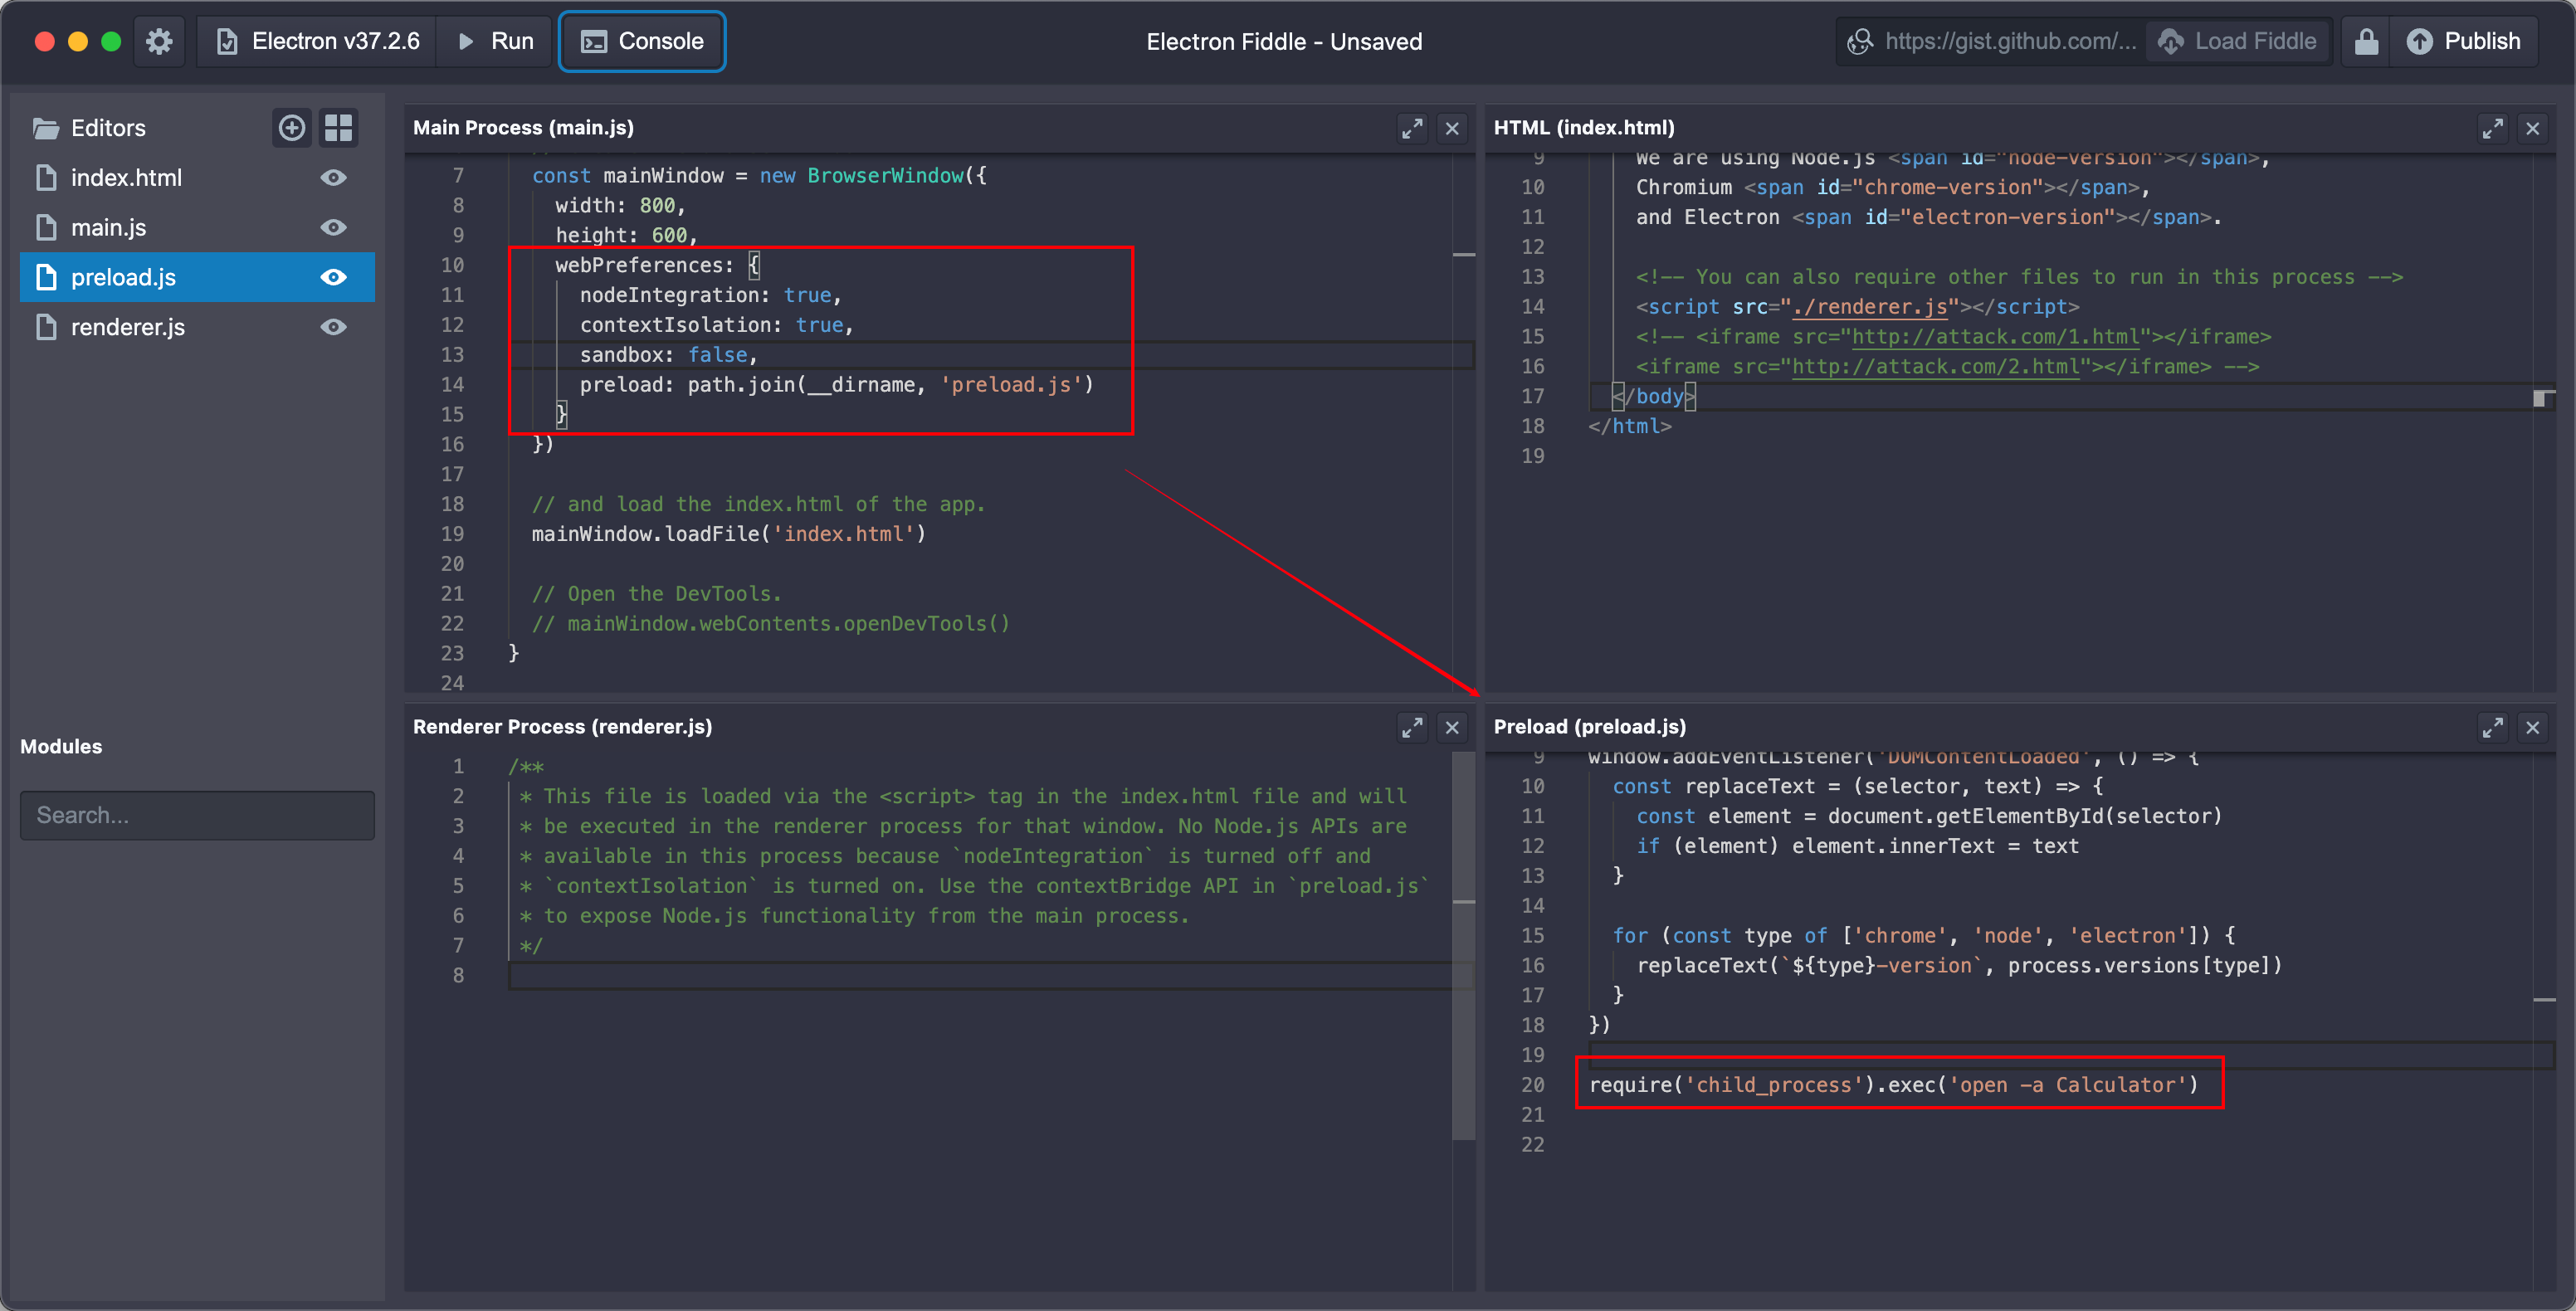 Electron v37.2.6
Run
Console
Electron Fiddle - Unsaved
https://gist.github.com/...
Load Fiddle
Publish
Editors
index.html
main.js
preload.js
renderer.js
Modules
Search...
Main Process (main.js)
7 const mainWindow = new BrowserWindow({
8 width: 800,
9 height: 600,
10 webPreferences: {
11 nodeIntegration: true,
12 contextIsolation: true,
13 sandbox: false,
14 preload: path.join(__dirname, 'preload.js')
15 }
16 })
17
18 // and load the index.html of the app.
19 mainWindow.loadFile('index.html')
20
21 // Open the DevTools.
22 // mainWindow.webContents.openDevTools()
23 }
24
HTML (index.html)
9 We are using Node.js <span id="node-version"></span>,
10 Chromium <span id="chrome-version"></span>,
11 and Electron <span id="electron-version"></span>.
12
13 <!-- You can also require other files to run in this process -->
14 <script src="./renderer.js"></script>
15 <!-- <iframe src="http://attack.com/1.html"></iframe>
16 <iframe src="http://attack.com/2.html"></iframe> -->
17 </body>
18 </html>
19
Renderer Process (renderer.js)
1 /**
2 * This file is loaded via the <script> tag in the index.html file and will
3 * be executed in the renderer process for that window. No Node.js APIs are
4 * available in this process because `nodeIntegration` is turned off and
5 * `contextIsolation` is turned on. Use the contextBridge API in `preload.js`
6 * to expose Node.js functionality from the main process.
7 */
8
Preload (preload.js)
9 window.addEventListener('DOMContentLoaded', () => {
10 const replaceText = (selector, text) => {
11 const element = document.getElementById(selector)
12 if (element) element.innerText = text
13 }
14
15 for (const type of ['chrome', 'node', 'electron']) {
16 replaceText(`${type}-version`, process.versions[type])
17 }
18 })
19
20 require('child_process').exec('open -a Calculator')
21
22